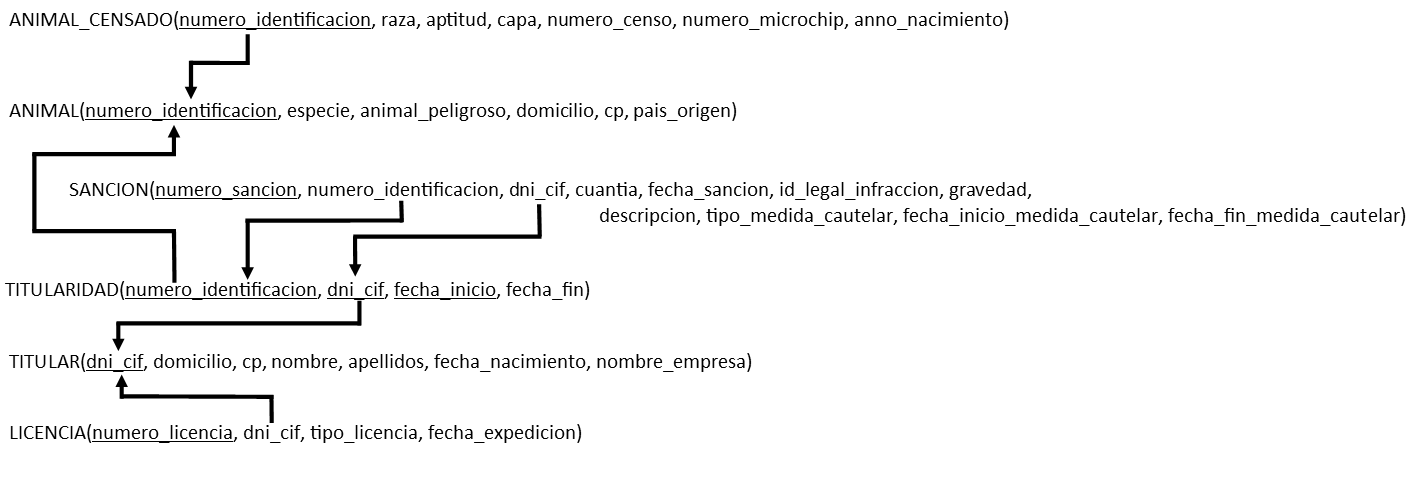 ANIMAL_CENSADO(numero_identificacion, raza, aptitud, capa, numero_censo, numero_microchip, anno_nacimiento)
ANIMAL(numero_identificacion, especie, animal_peligroso, domicilio, cp, pais_origen)
SANCION(numero_sancion, numero_identificacion, dni_cif, cuantia, fecha_sancion, id_legal_infraccion, gravedad,
descripcion, tipo_medida_cautelar, fecha_inicio_medida_cautelar, fecha_fin_medida_cautelar)
TITULARIDAD(numero_identificacion, dni_cif, fecha_inicio, fecha_fin)
TITULAR(dni_cif, domicilio, cp, nombre, apellidos, fecha_nacimiento, nombre_empresa)
LICENCIA(numero_licencia, dni_cif, tipo_licencia, fecha_expedicion)